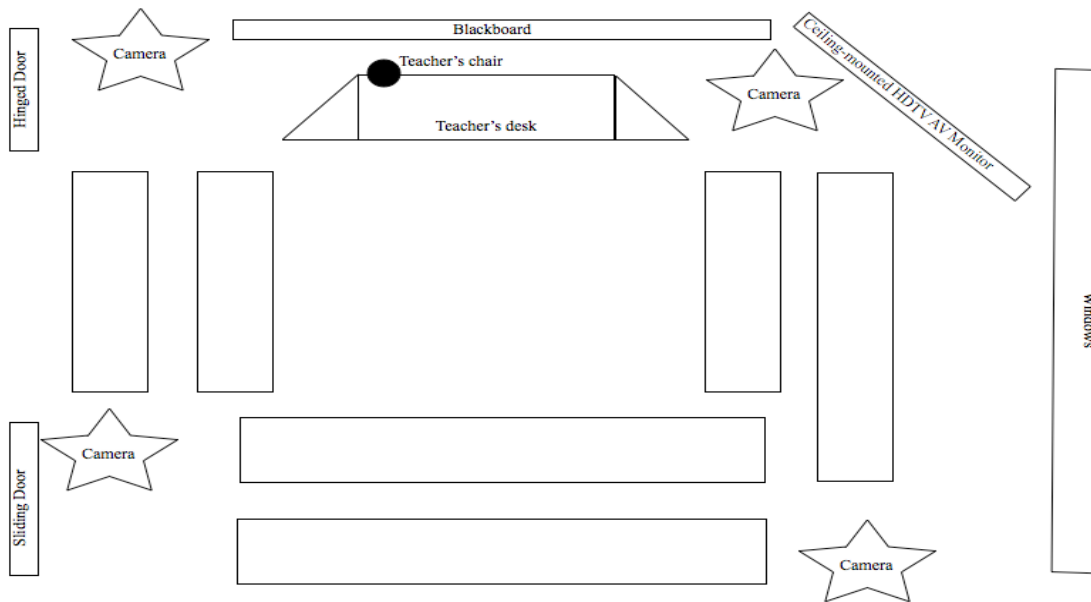 Blackboard
Camera
Teacher's chair
Ceiling-mounted HDTV AV Monitor
Hinged Door
Camera
Teacher's desk
Windows
Camera
Sliding Door
Camera